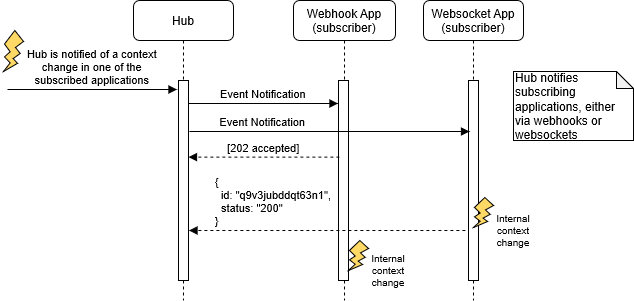 Hub
Webhook App
(subscriber)
Websocket App
(subscriber)
Hub is notified of a context
change in one of the
subscribed applications
Hub notifies
subscribing
applications, either
via webhooks or
websockets
Event Notification
Event Notification
[202 accepted]
{
id: "q9v3jubddqt63n1",
status: "200"
}
Internal
context
change
Internal
context
change